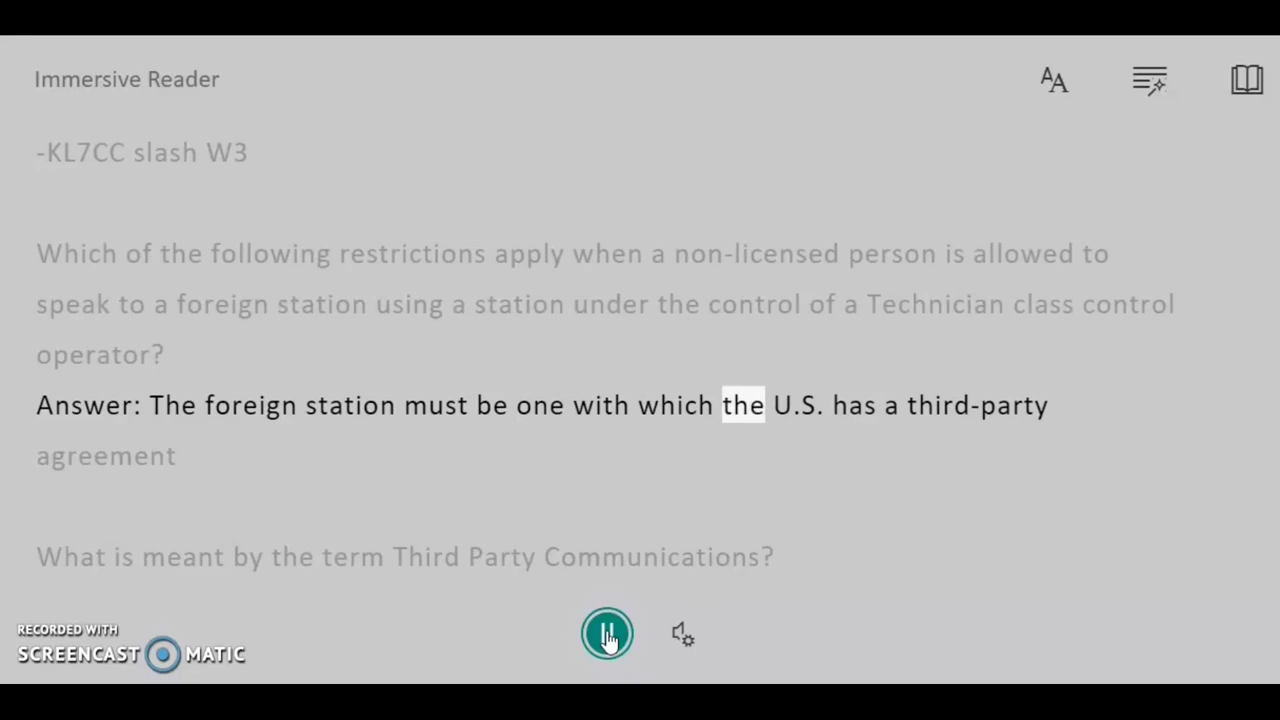 Immersive Reader
-KL7CC slash W3
Which of the following restrictions apply when a non-licensed person is allowed to
speak to a foreign station using a station under the control of a Technician class control
operator?
Answer: The foreign station must be one with which the U.S. has a third-party
agreement
What is meant by the term Third Party Communications?
RECORDED WITH
SCREENCAST MATIC